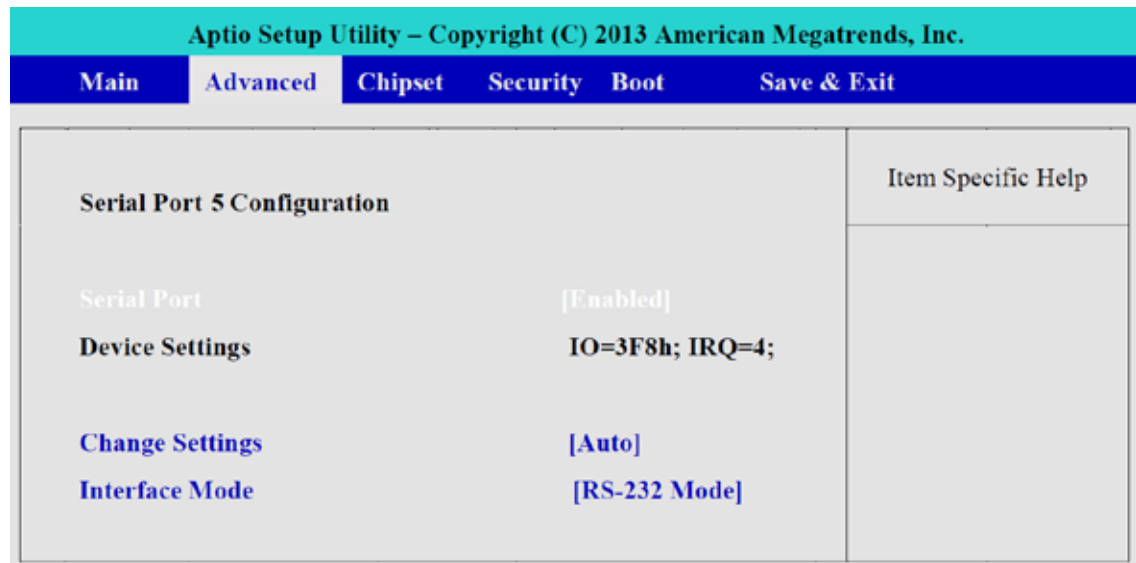 Aptio Setup Utility – Copyright (C) 2013 American Megatrends, Inc.
Main Advanced Chipset Security Boot Save & Exit
Item Specific Help
Serial Port 5 Configuration
Serial Port [Enabled]
Device Settings IO=3F8h; IRQ=4;
Change Settings [Auto]
Interface Mode [RS-232 Mode]